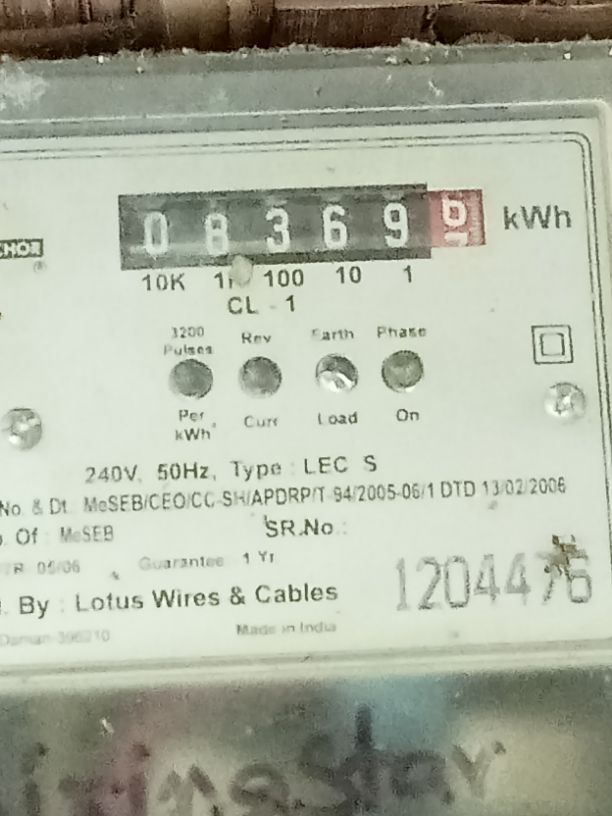 0 8 3 6 9 6 kWh
10K 1K 100 10 1
CL - 1
3200 Pulses Per kWh
Rev Curr
Earth Load
Phase On
240V, 50Hz, Type : LEC S
No. & Dt. MeSEB/CEO/CC-SH/APDRP/T-94/2005-06/1 DTD 13/02/2006
Of : MeSEB SR.No.:
05/06 Guarantee 1 Yr
By : Lotus Wires & Cables 1204476
Daman-396210 Made in India